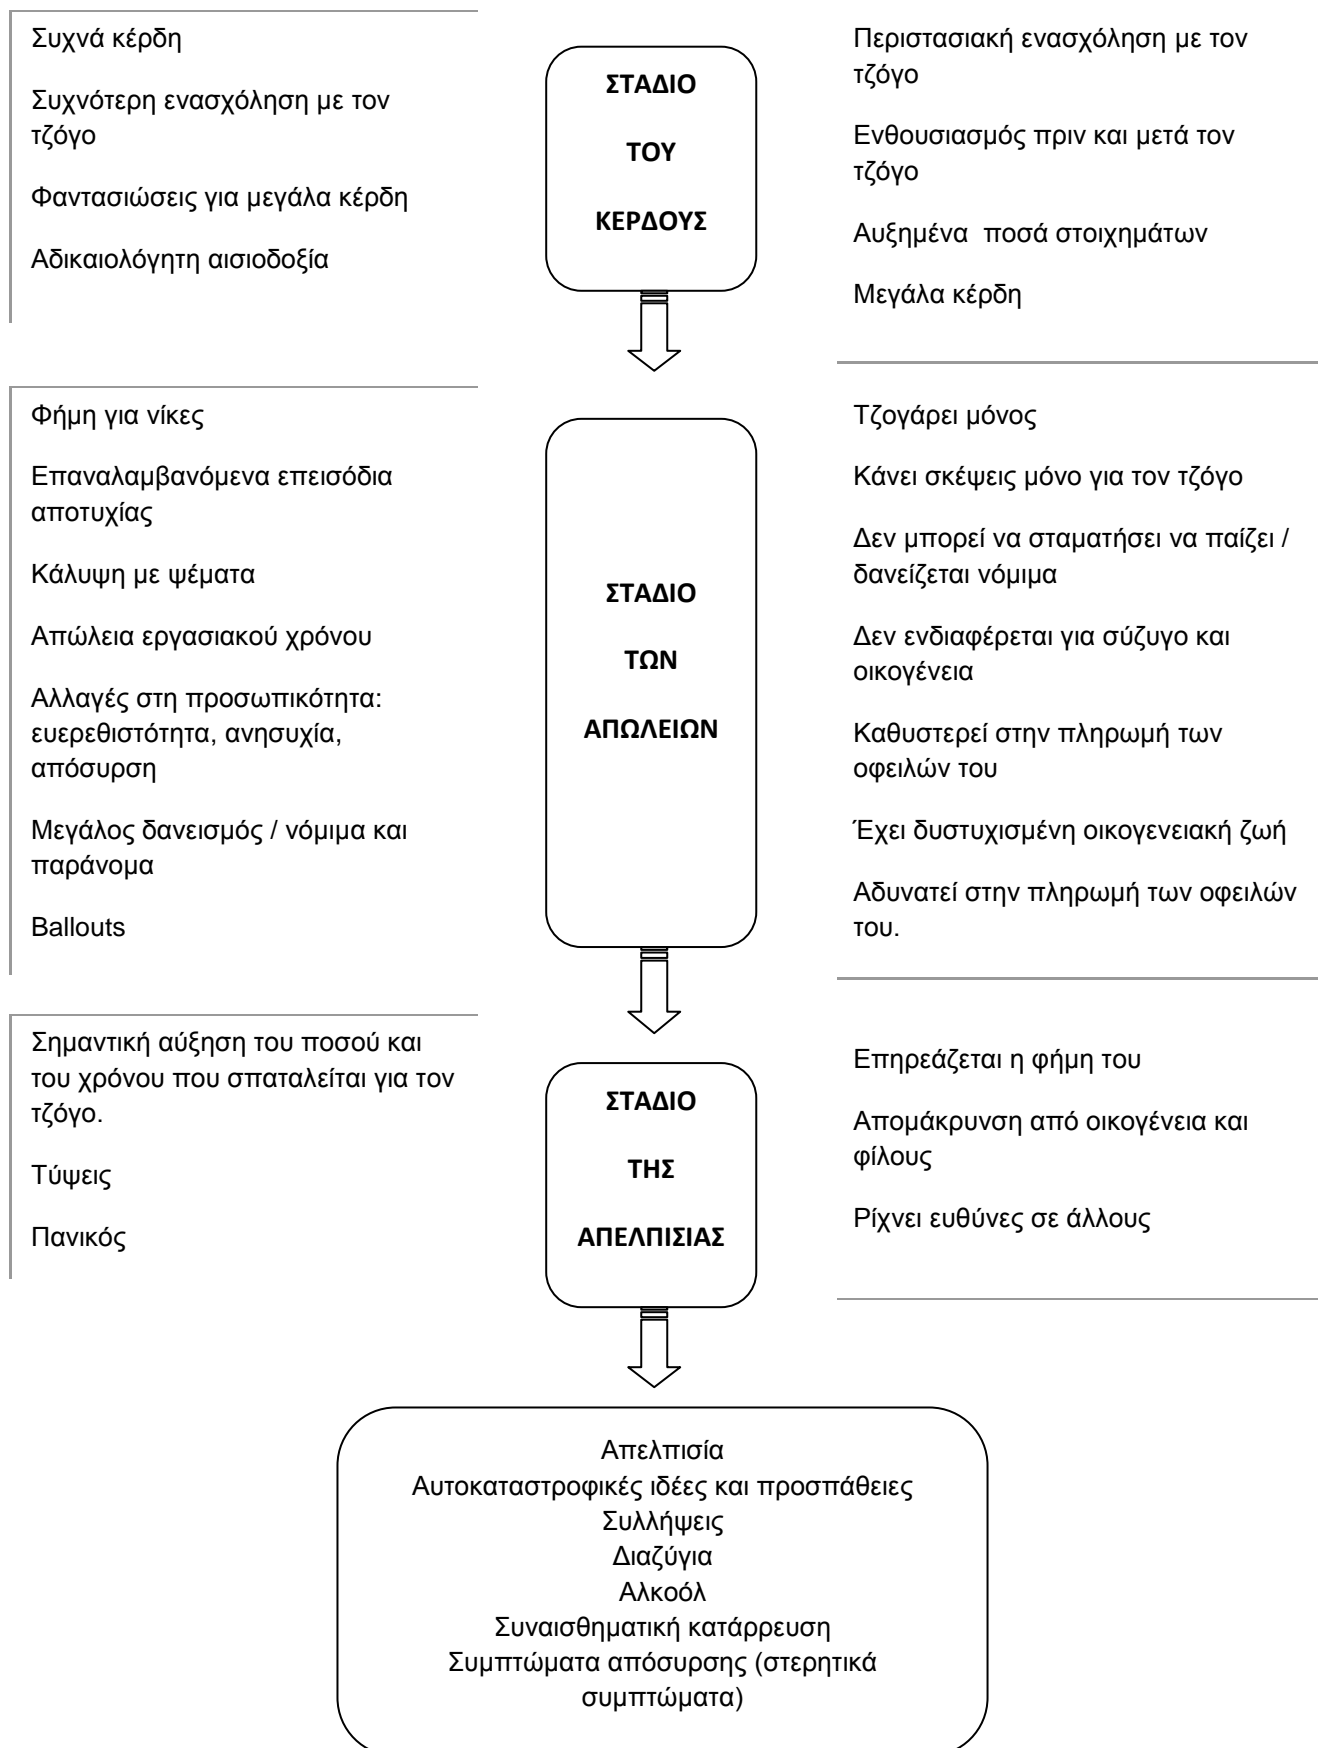 Συχνά κέρδη
Συχνότερη ενασχόληση με τον
τζόγο
Φαντασιώσεις για μεγάλα κέρδη
Αδικαιολόγητη αισιοδοξία
ΣΤΑΔΙΟ
ΤΟΥ
ΚΕΡΔΟΥΣ
Περιστασιακή ενασχόληση με τον
τζόγο
Ενθουσιασμός πριν και μετά τον
τζόγο
Αυξημένα  ποσά στοιχημάτων
Μεγάλα κέρδη
Φήμη για νίκες
Επαναλαμβανόμενα επεισόδια
αποτυχίας
Κάλυψη με ψέματα
Απώλεια εργασιακού χρόνου
Αλλαγές στη προσωπικότητα:
ευερεθιστότητα, ανησυχία,
απόσυρση
Μεγάλος δανεισμός / νόμιμα και
παράνομα
Ballouts
ΣΤΑΔΙΟ
ΤΩΝ
ΑΠΩΛΕΙΩΝ
Τζογάρει μόνος
Κάνει σκέψεις μόνο για τον τζόγο
Δεν μπορεί να σταματήσει να παίζει /
δανείζεται νόμιμα
Δεν ενδιαφέρεται για σύζυγο και
οικογένεια
Καθυστερεί στην πληρωμή των
οφειλών του
Έχει δυστυχισμένη οικογενειακή ζωή
Αδυνατεί στην πληρωμή των οφειλών
του.
Σημαντική αύξηση του ποσού και
του χρόνου που σπαταλείται για τον
τζόγο.
Τύψεις
Πανικός
ΣΤΑΔΙΟ
ΤΗΣ
ΑΠΕΛΠΙΣΙΑΣ
Επηρεάζεται η φήμη του
Απομάκρυνση από οικογένεια και
φίλους
Ρίχνει ευθύνες σε άλλους
Απελπισία
Αυτοκαταστροφικές ιδέες και προσπάθειες
Συλλήψεις
Διαζύγια
Αλκοόλ
Συναισθηματική κατάρρευση
Συμπτώματα απόσυρσης (στερητικά
συμπτώματα)